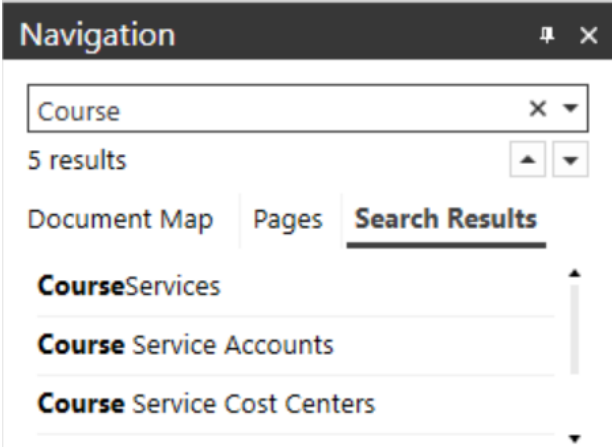 Navigation
Course
5 results
Document Map Pages Search Results
CourseServices
Course Service Accounts
Course Service Cost Centers